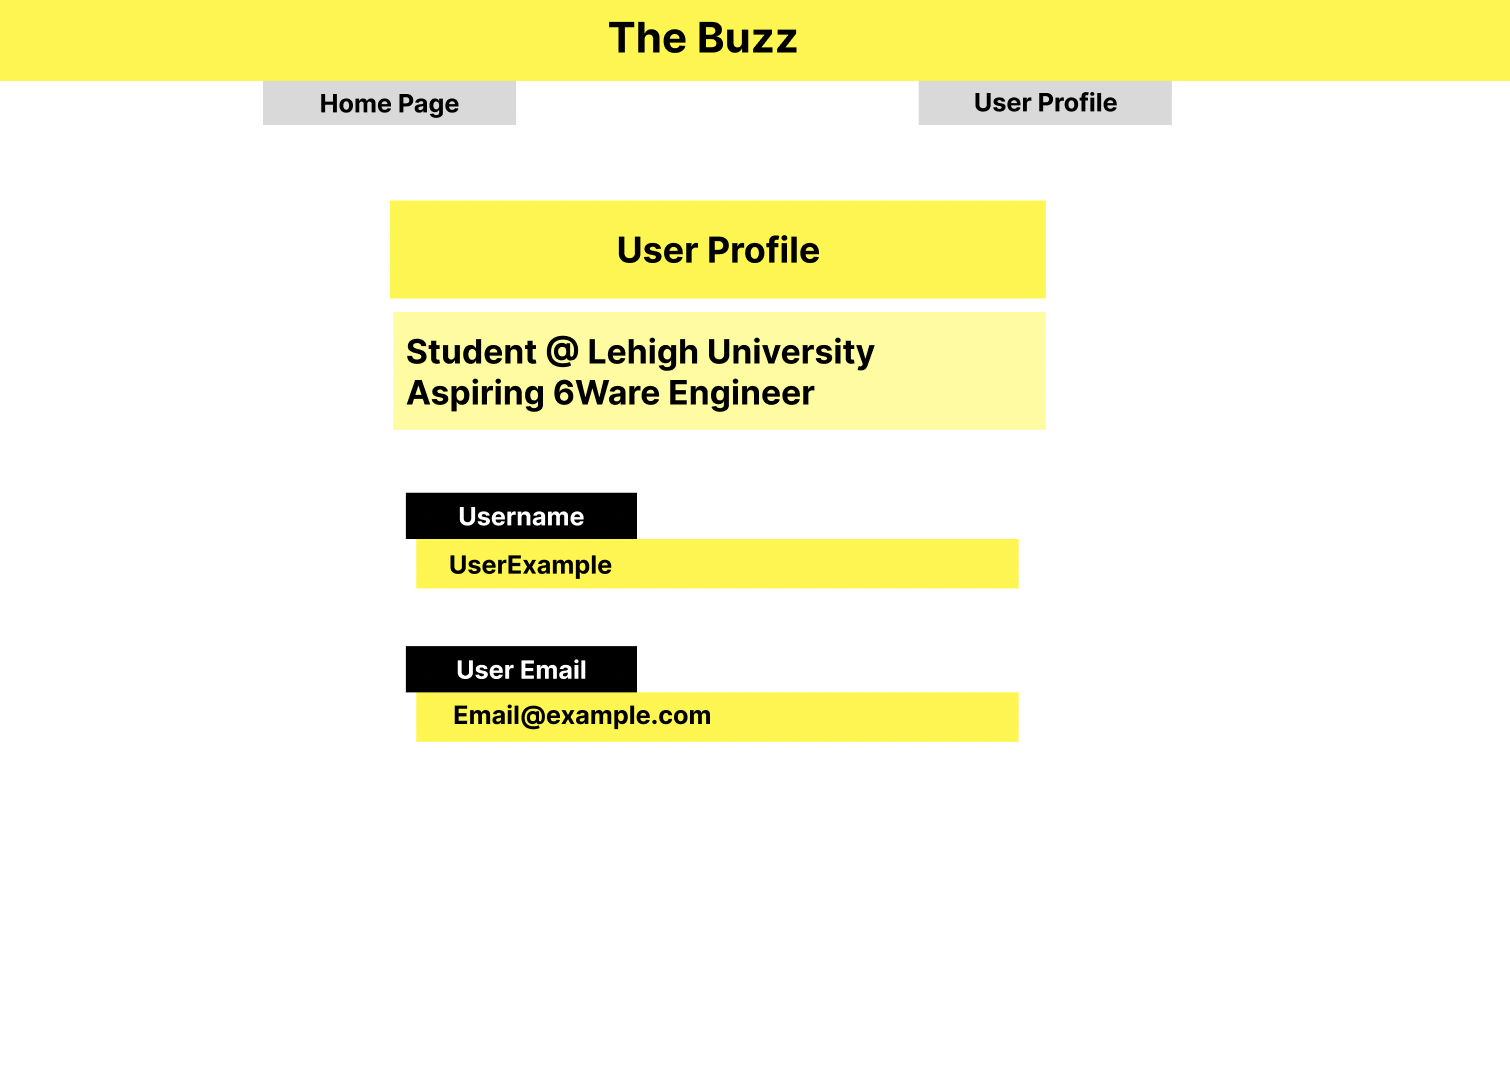 The Buzz
Home Page
User Profile
User Profile
Student @ Lehigh University
Aspiring 6Ware Engineer
Username
UserExample
User Email
Email@example.com